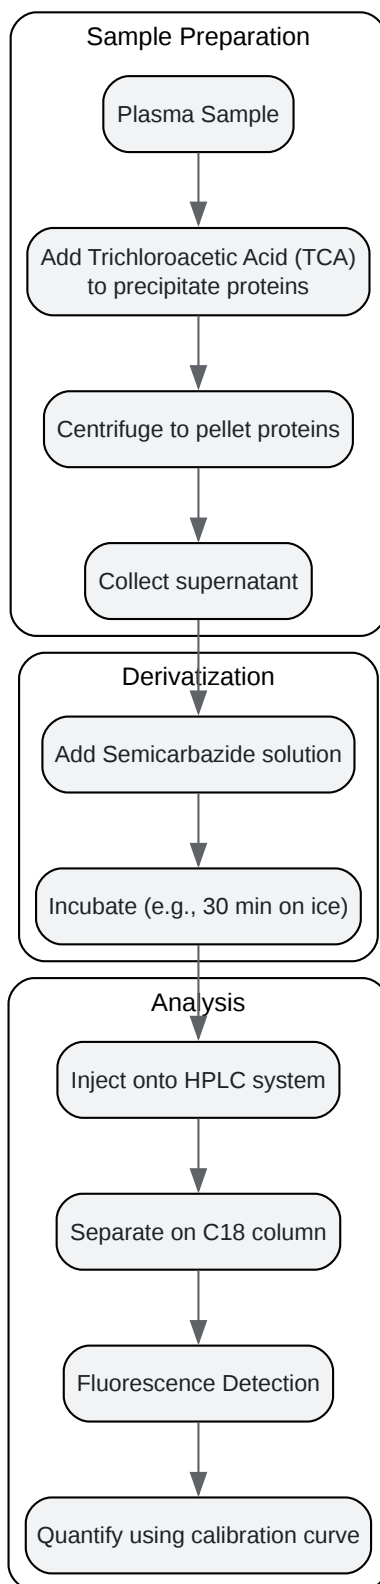 Sample Preparation
Plasma Sample
Add Trichloroacetic Acid (TCA)
to precipitate proteins
Centrifuge to pellet proteins
Collect supernatant
Derivatization
Add Semicarbazide solution
Incubate (e.g., 30 min on ice)
Analysis
Inject onto HPLC system
Separate on C18 column
Fluorescence Detection
Quantify using calibration curve